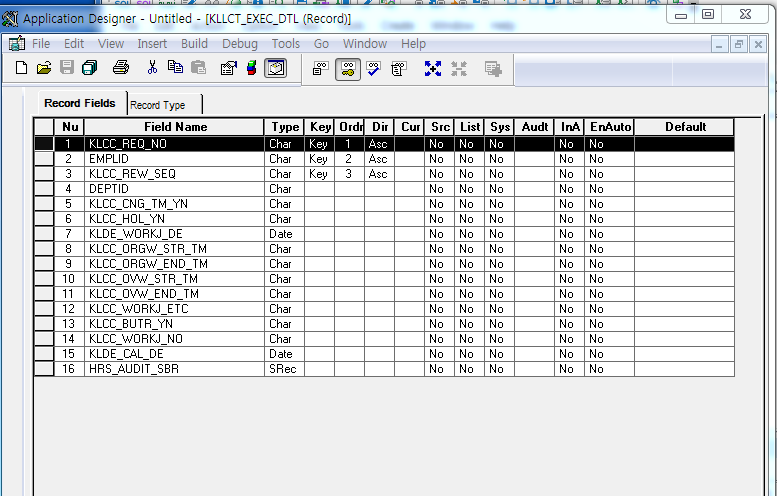 Application Designer - Untitled - [KLLCT_EXEC_DTL (Record)]
File Edit View Insert Build Debug Tools Go Window Help
Record Fields Record Type
Nu Field Name Type Key Ordr Dir Cur Src List Sys Audt InA EnAuto Default
1 KLCC_REQ_NO Char Key 1 Asc No No No No No
2 EMPLID Char Key 2 Asc No No No No No
3 KLCC_REW_SEQ Char Key 3 Asc No No No No No
4 DEPTID Char No No No No No
5 KLCC_CNG_TM_YN Char No No No No No
6 KLCC_HOL_YN Char No No No No No
7 KLDE_WORKJ_DE Date No No No No No
8 KLCC_ORGW_STR_TM Char No No No No No
9 KLCC_ORGW_END_TM Char No No No No No
10 KLCC_OVW_STR_TM Char No No No No No
11 KLCC_OVW_END_TM Char No No No No No
12 KLCC_WORKJ_ETC Char No No No No No
13 KLCC_BUTR_YN Char No No No No No
14 KLCC_WORKJ_NO Char No No No No No
15 KLDE_CAL_DE Date No No No No No
16 HRS_AUDIT_SBR SRec No No No No No